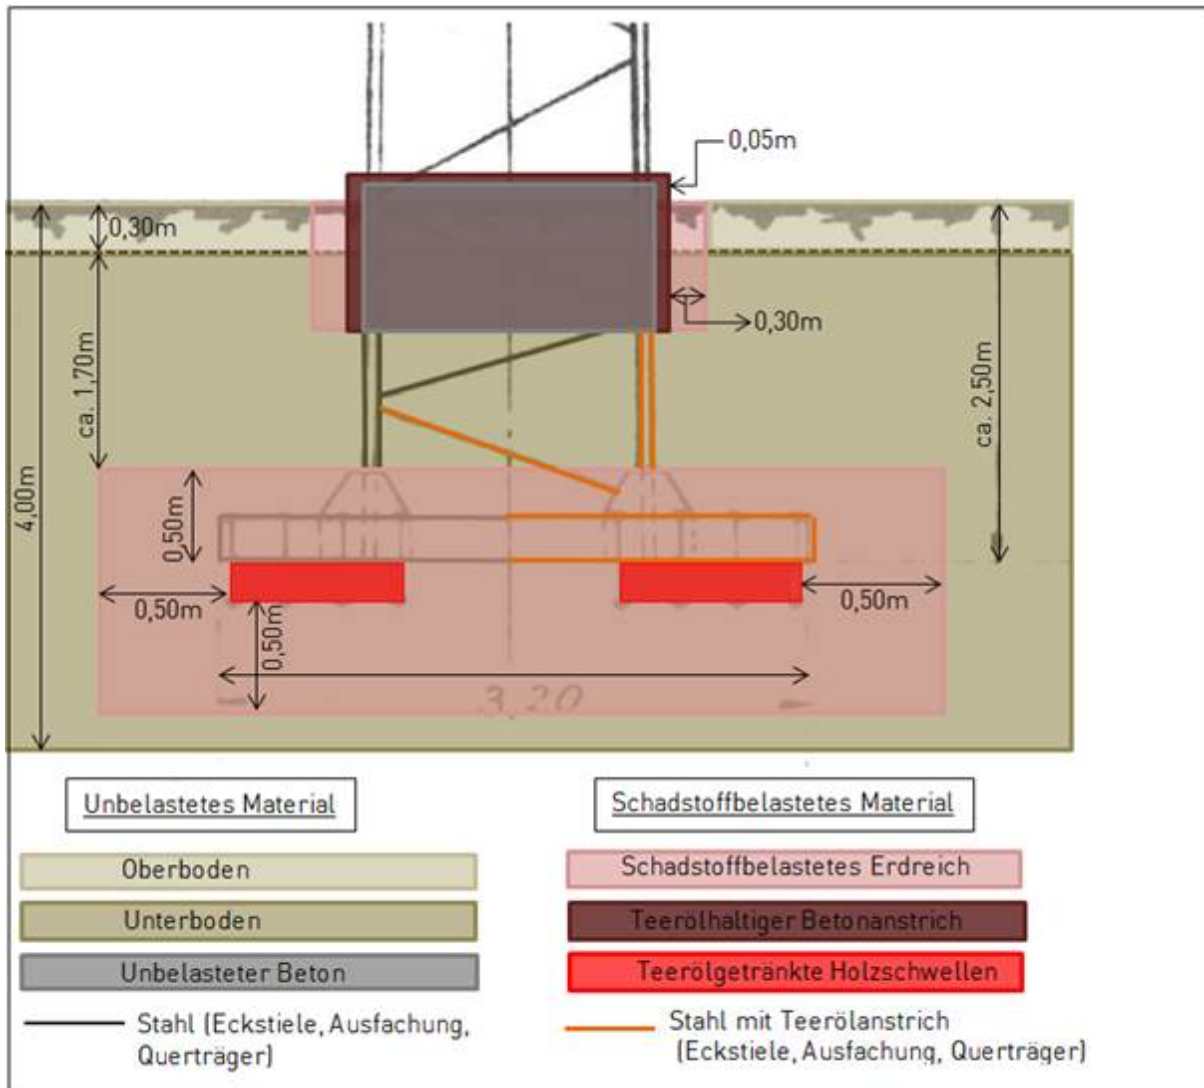 0,05m
0,30m
0,30m
ca. 1,70m
ca. 2,50m
4,00m
0,50m
0,50m
0,50m
0,50m
3,20
Unbelastetes Material
Schadstoffbelastetes Material
Oberboden
Schadstoffbelastetes Erdreich
Unterboden
Teerölhaltiger Betonanstrich
Unbelasteter Beton
Teerölgetränkte Holzschwellen
Stahl (Eckstiele, Ausfachung,
Querträger)
Stahl mit Teerölanstrich
(Eckstiele, Ausfachung, Querträger)